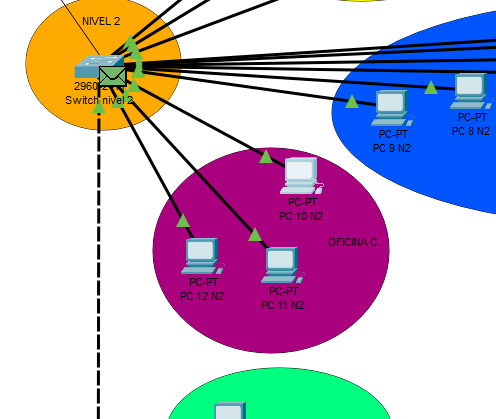 NIVEL 2
2960-2
Switch nivel 2
PC-PT
PC 9 N2
PC-PT
PC 8 N2
PC-PT
PC 10 N2
OFICINA C
PC-PT
PC 12 N2
PC-PT
PC 11 N2